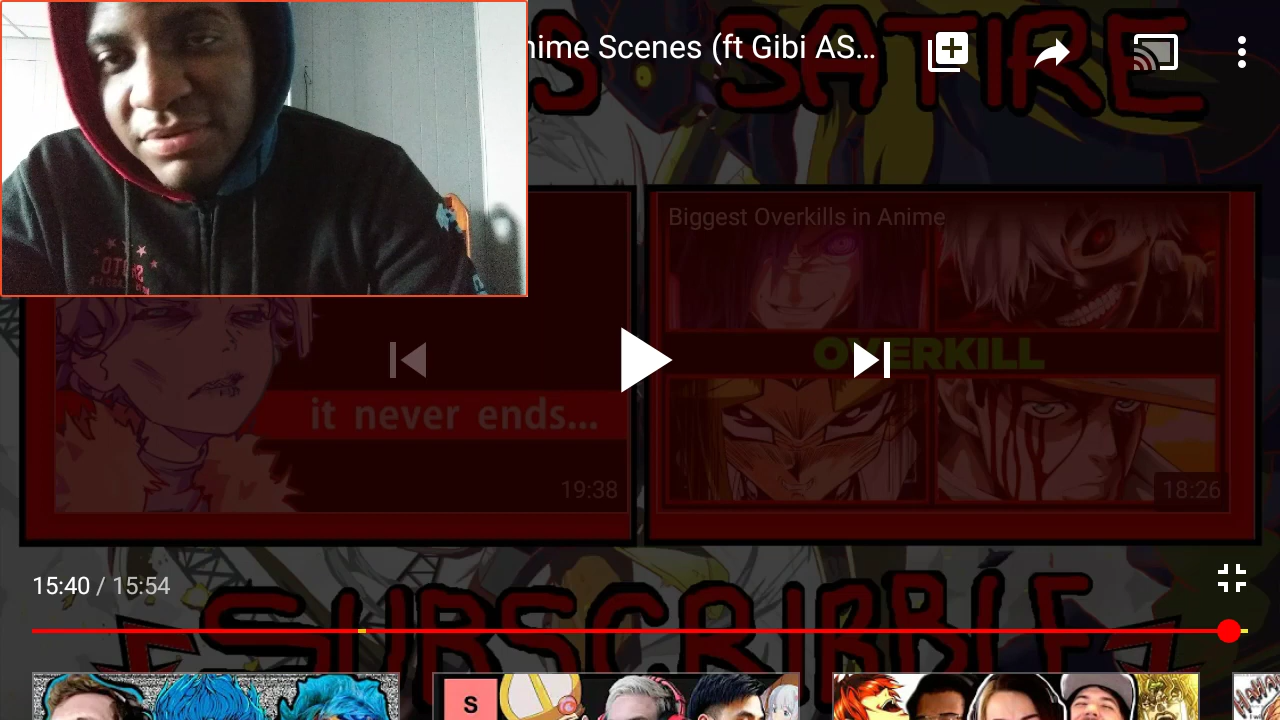 nime Scenes (ft Gibi AS...
SATIRE
Biggest Overkills in Anime
OVERKILL
it never ends...
19:38
18:26
15:40 / 15:54
SUBSCRIBBLE
S